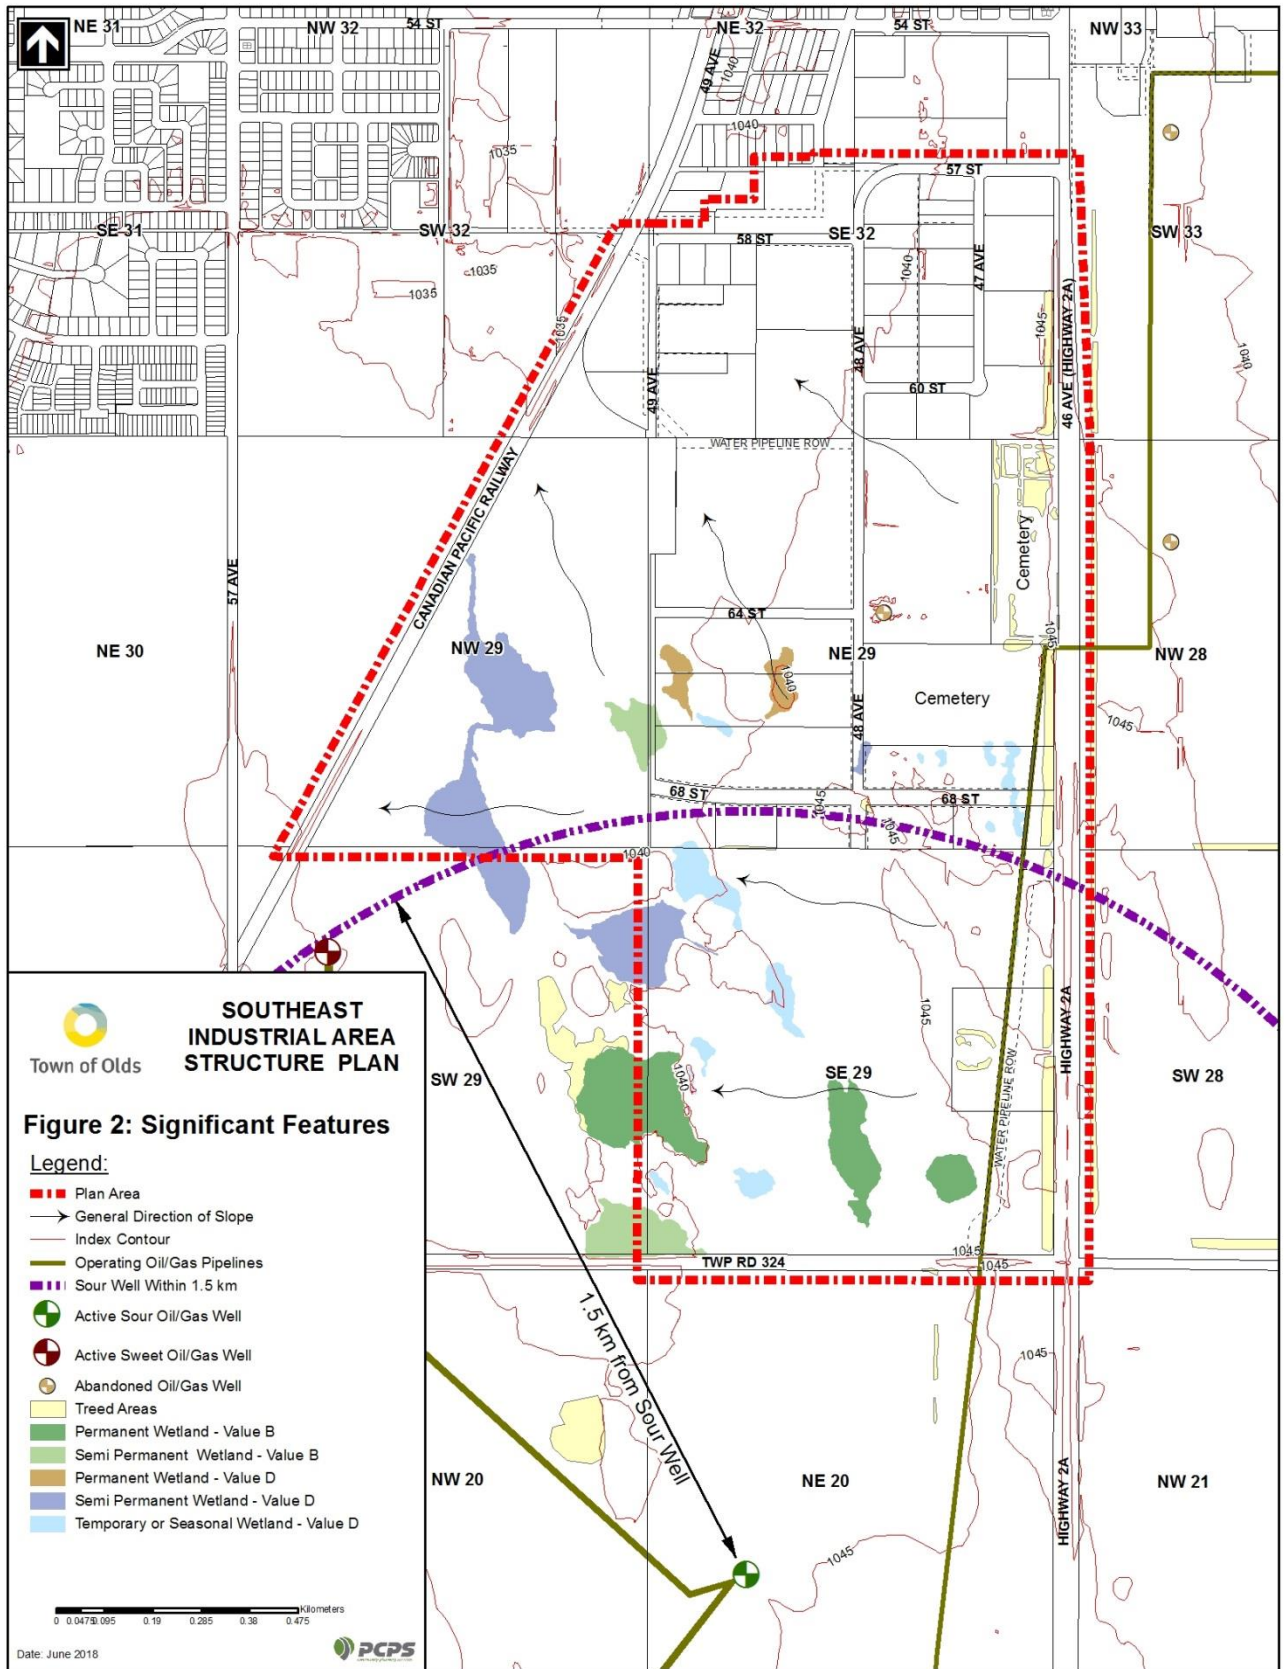 NE 31
NW 32
54 ST
NE 32
54 ST
NW 33
49 AVE
1040
1040
1035
57 ST
SE 31
SW 32
58 ST
SE 32
SW 33
1035
1035
1035
1040
47 AVE
46 AVE (HIGHWAY 2A)
1045
1040
48 AVE
49 AVE
60 ST
WATER PIPELINE ROW
CANADIAN PACIFIC RAILWAY
Cemetery
57 AVE
64 ST
1045
NE 30
NW 29
NE 29
NW 28
1040
Cemetery
48 AVE
1045
68 ST
1045
68 ST
1045
1040
1045
HIGHWAY 2A
WATER PIPELINE ROW
1040
SW 29
SE 29
SW 28
1045
TWP RD 324
1045
1.5 km from Sour Well
1045
NW 20
NE 20
NW 21
HIGHWAY 2A
1045
Town of Olds
SOUTHEAST
INDUSTRIAL AREA
STRUCTURE PLAN
Figure 2: Significant Features
Legend:
Plan Area
General Direction of Slope
Index Contour
Operating Oil/Gas Pipelines
Sour Well Within 1.5 km
Active Sour Oil/Gas Well
Active Sweet Oil/Gas Well
Abandoned Oil/Gas Well
Treed Areas
Permanent Wetland - Value B
Semi Permanent Wetland - Value B
Permanent Wetland - Value D
Semi Permanent Wetland - Value D
Temporary or Seasonal Wetland - Value D
Kilometers
0 0.0475 0.095 0.19 0.285 0.38 0.475
Date: June 2018
PCPS